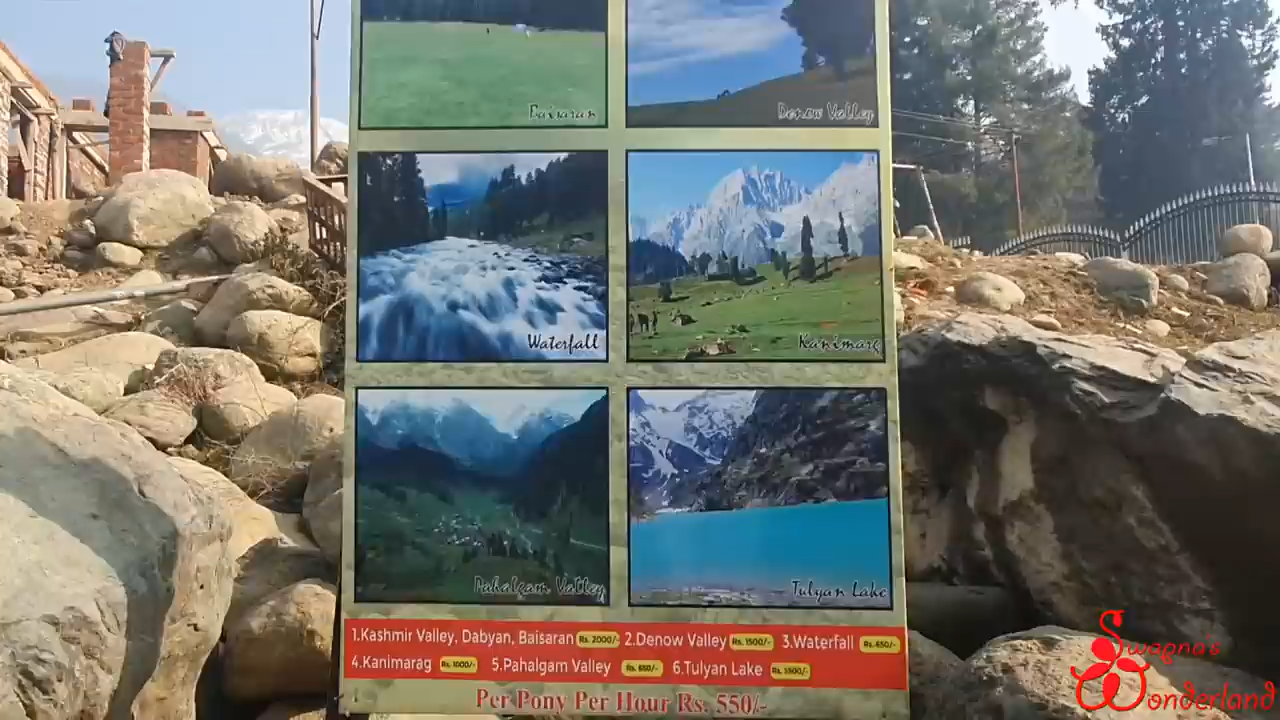 Baisaran
Denow Valley
Waterfall
Kanimarg
Pahalgam Valley
Tulyan Lake
1.Kashmir Valley, Dabyan, Baisaran Rs. 2000/- 2.Denow Valley Rs. 1500/- 3.Waterfall Rs. 650/-
4.Kanimarag Rs. 1000/- 5.Pahalgam Valley Rs. 650/- 6.Tulyan Lake Rs. 5500/-
Per Pony Per Hour Rs. 550/-
Swapna's
Wonderland